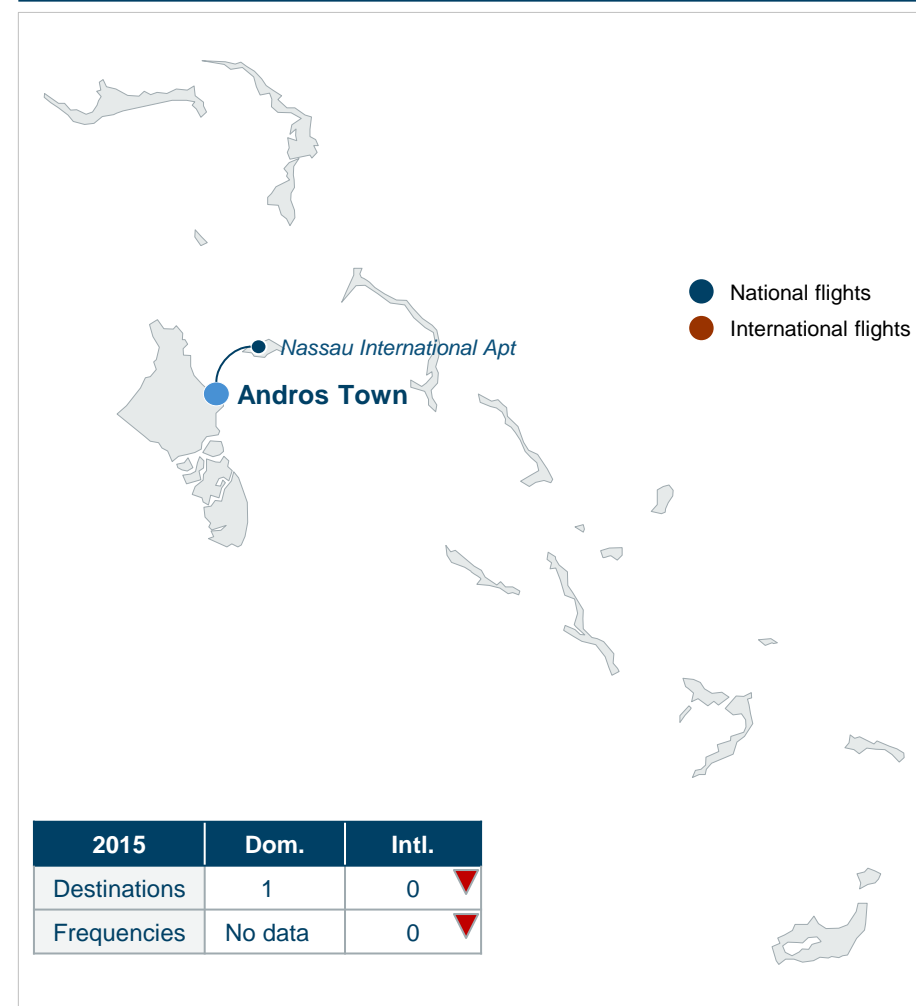 National flights
International flights
Nassau International Apt
Andros Town
2015 Dom. Intl.
Destinations 1 0
Frequencies No data 0